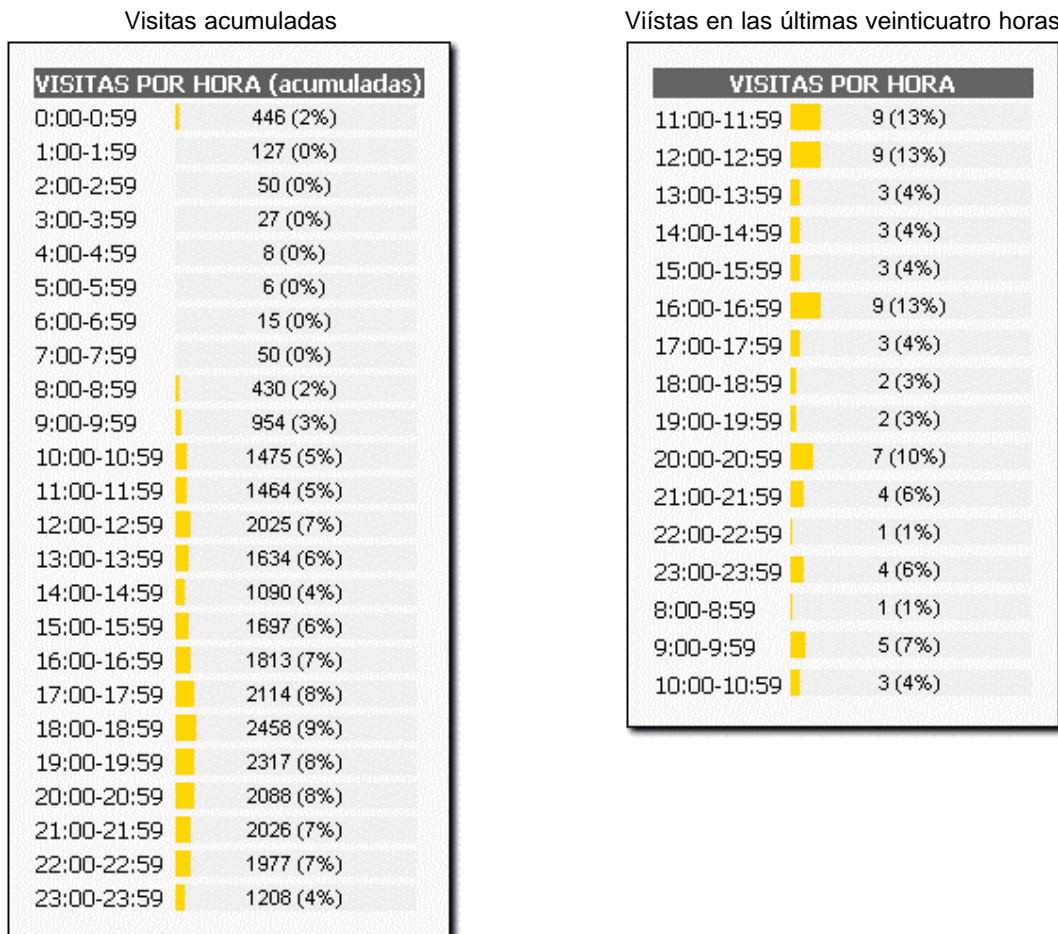 Visitas acumuladas
VISITAS POR HORA (acumuladas)
0:00-0:59 446 (2%)
1:00-1:59 127 (0%)
2:00-2:59 50 (0%)
3:00-3:59 27 (0%)
4:00-4:59 8 (0%)
5:00-5:59 6 (0%)
6:00-6:59 15 (0%)
7:00-7:59 50 (0%)
8:00-8:59 430 (2%)
9:00-9:59 954 (3%)
10:00-10:59 1475 (5%)
11:00-11:59 1464 (5%)
12:00-12:59 2025 (7%)
13:00-13:59 1634 (6%)
14:00-14:59 1090 (4%)
15:00-15:59 1697 (6%)
16:00-16:59 1813 (7%)
17:00-17:59 2114 (8%)
18:00-18:59 2458 (9%)
19:00-19:59 2317 (8%)
20:00-20:59 2088 (8%)
21:00-21:59 2026 (7%)
22:00-22:59 1977 (7%)
23:00-23:59 1208 (4%)
Viístas en las últimas veinticuatro horas
VISITAS POR HORA
11:00-11:59 9 (13%)
12:00-12:59 9 (13%)
13:00-13:59 3 (4%)
14:00-14:59 3 (4%)
15:00-15:59 3 (4%)
16:00-16:59 9 (13%)
17:00-17:59 3 (4%)
18:00-18:59 2 (3%)
19:00-19:59 2 (3%)
20:00-20:59 7 (10%)
21:00-21:59 4 (6%)
22:00-22:59 1 (1%)
23:00-23:59 4 (6%)
8:00-8:59 1 (1%)
9:00-9:59 5 (7%)
10:00-10:59 3 (4%)